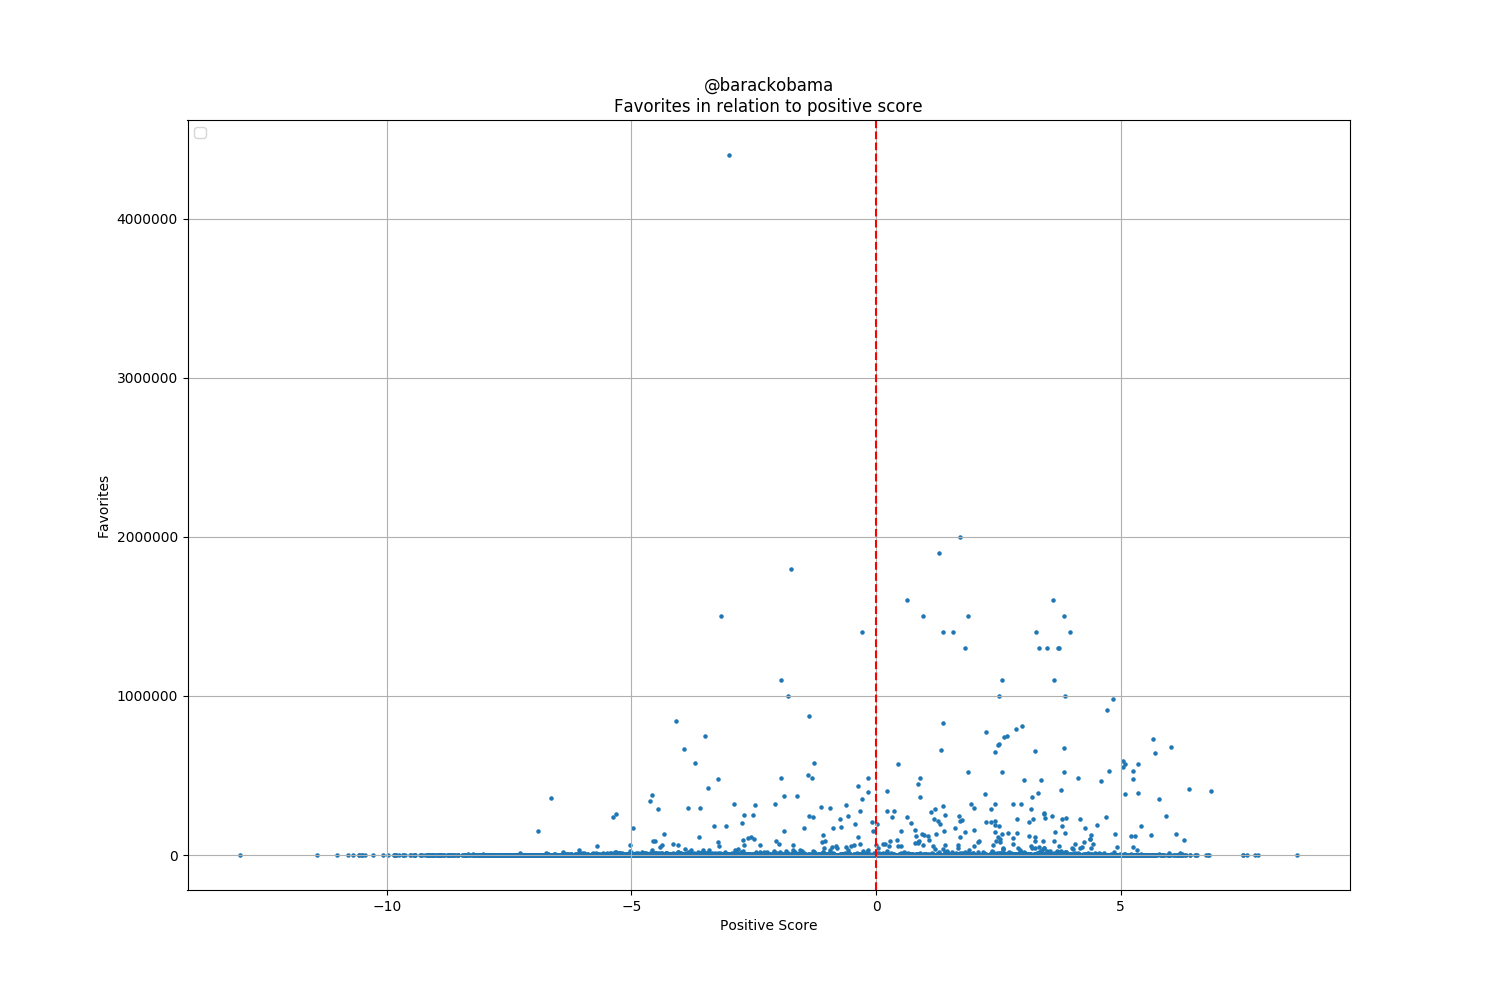 @barackobama
Favorites in relation to positive score
4000000
3000000
2000000
1000000
0
Favorites
−10
−5
0
5
Positive Score